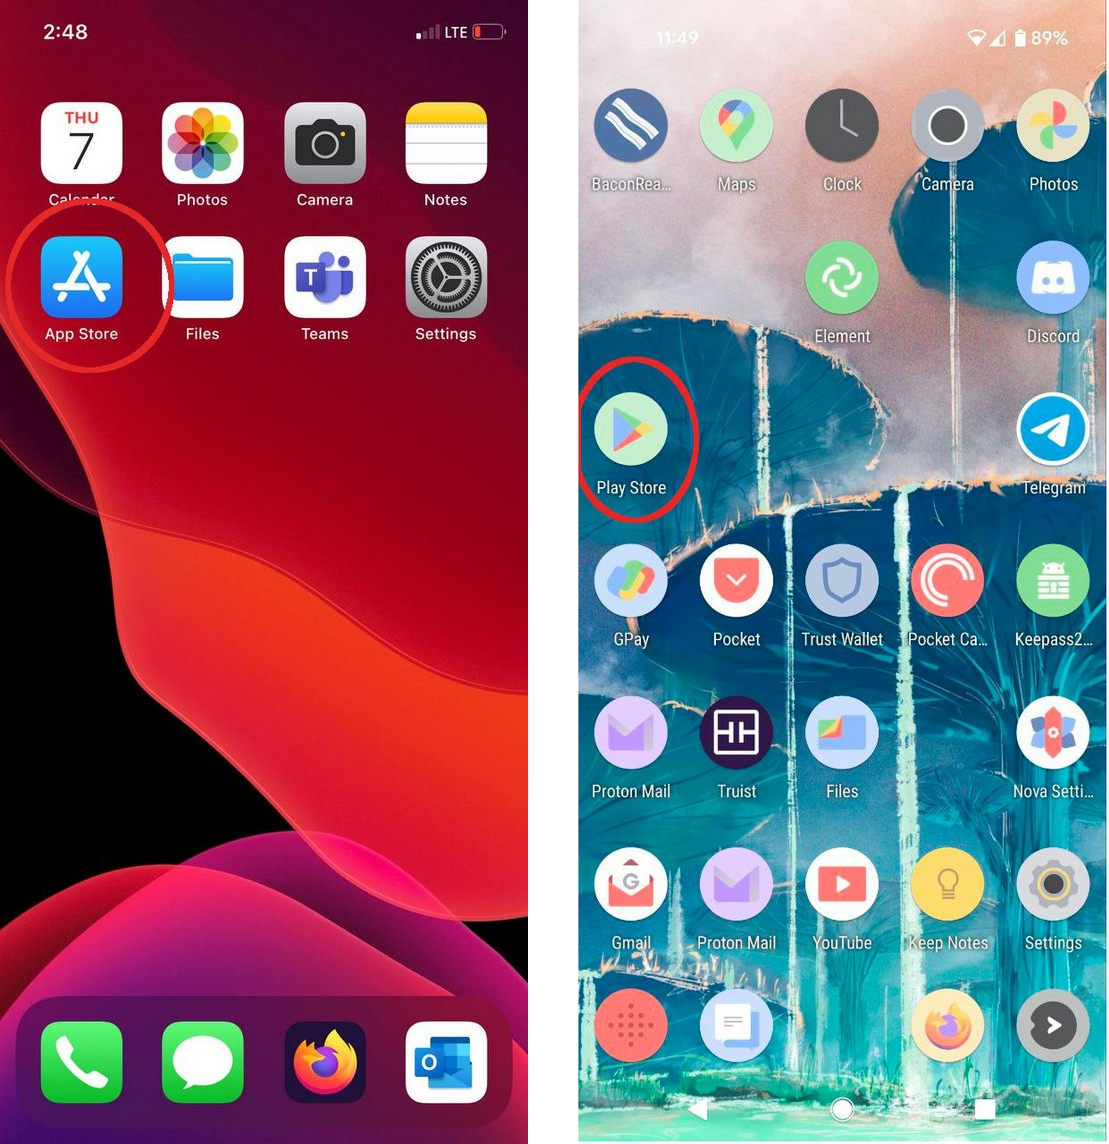 2:48
LTE
THU
7
Calendar
Photos
Camera
Notes
T
App Store
Files
Teams
Settings
O
11:49
89%
BaconRea...
Maps
Clock
Camera
Photos
Element
Discord
Play Store
Telegram
GPay
Pocket
Trust Wallet
Pocket Ca...
Keepass2...
Proton Mail
Truist
Files
Nova Setti...
G
Gmail
Proton Mail
YouTube
Keep Notes
Settings